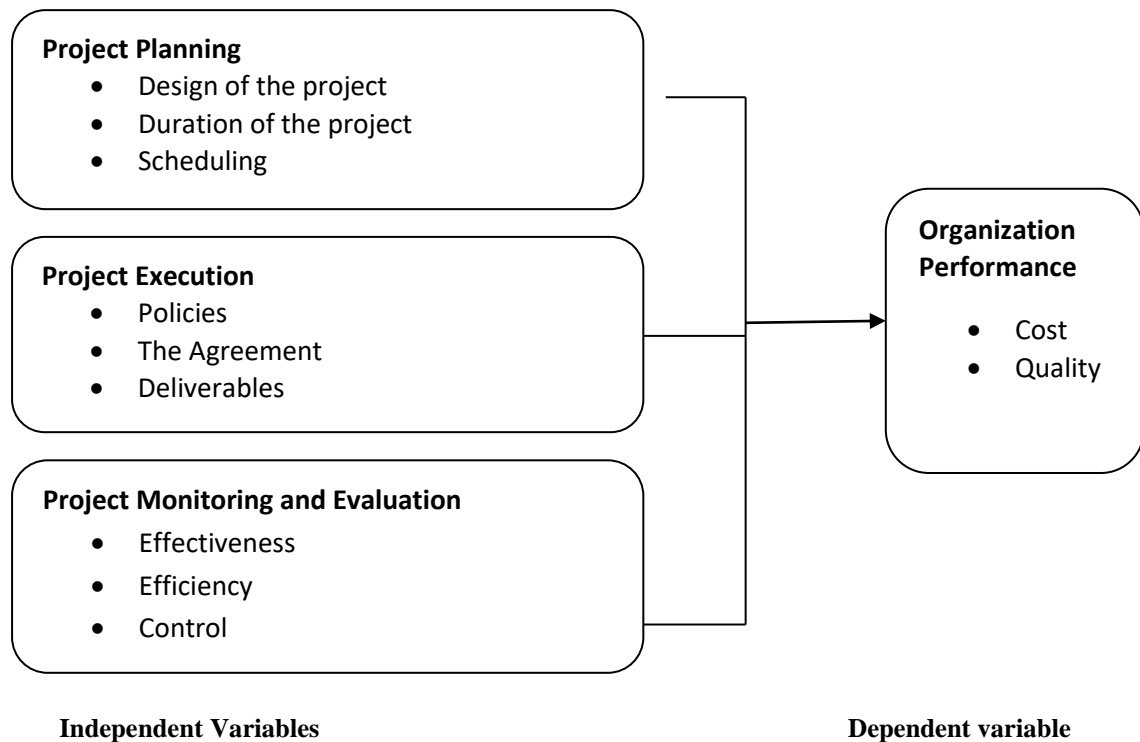 Project Planning
• Design of the project
• Duration of the project
• Scheduling
Project Execution
• Policies
• The Agreement
• Deliverables
Project Monitoring and Evaluation
• Effectiveness
• Efficiency
• Control
Organization
Performance
• Cost
• Quality
Independent Variables
Dependent variable